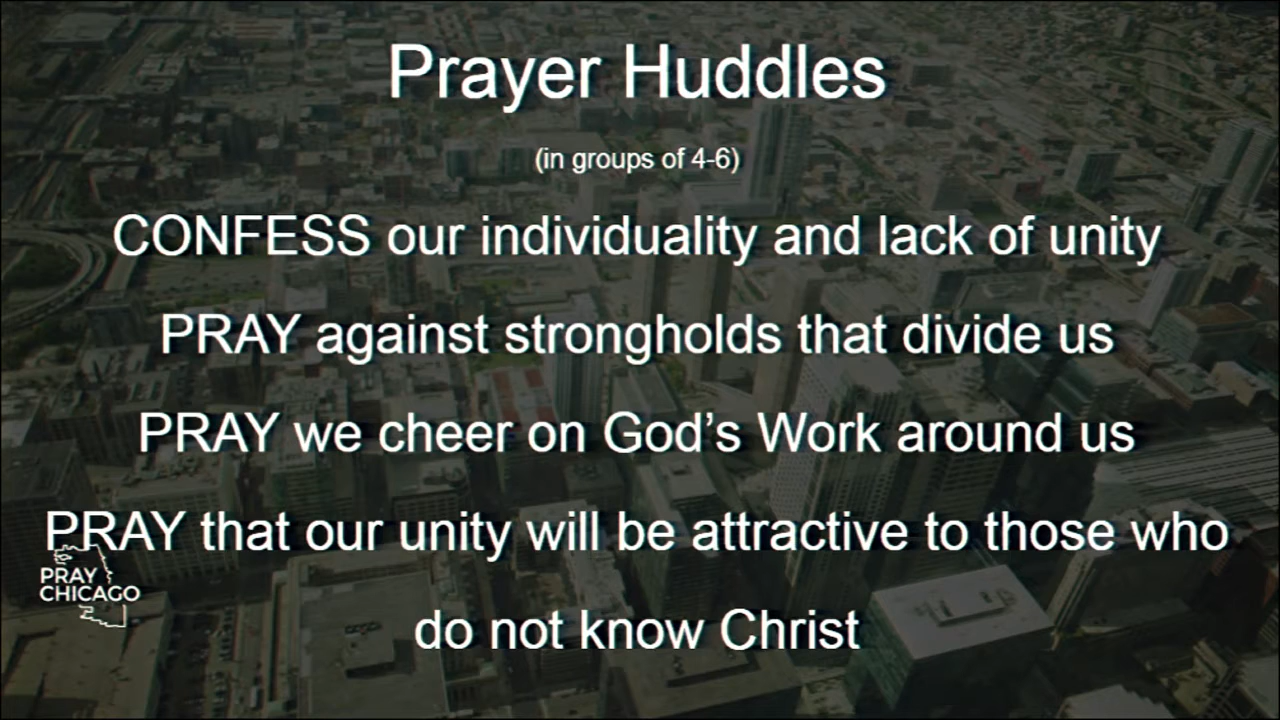 Prayer Huddles
(in groups of 4-6)
CONFESS our individuality and lack of unity
PRAY against strongholds that divide us
PRAY we cheer on God’s Work around us
PRAY that our unity will be attractive to those who
do not know Christ
PRAY
CHICAGO